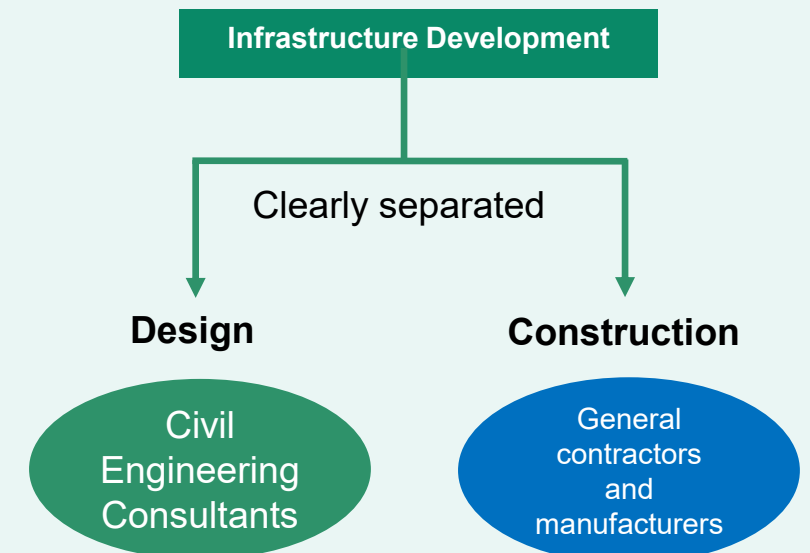 Infrastructure Development
Clearly separated
Design
Construction
Civil
Engineering
Consultants
General
contractors
and
manufacturers